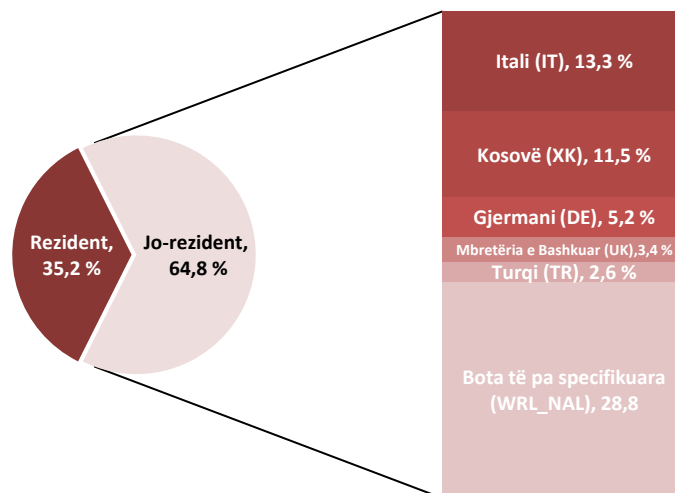 Rezident,
35,2 %
Jo-rezident,
64,8 %
Itali (IT), 13,3 %
Kosovë (XK), 11,5 %
Gjermani (DE), 5,2 %
Mbretëria e Bashkuar (UK),3,4 %
Turqi (TR), 2,6 %
Bota të pa specifikuara
(WRL_NAL), 28,8